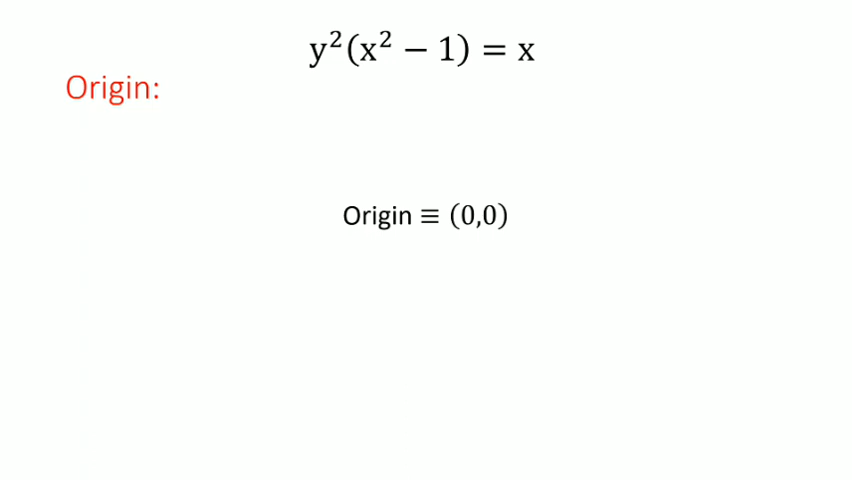 y²(x² − 1) = x
Origin:
Origin ≡ (0,0)